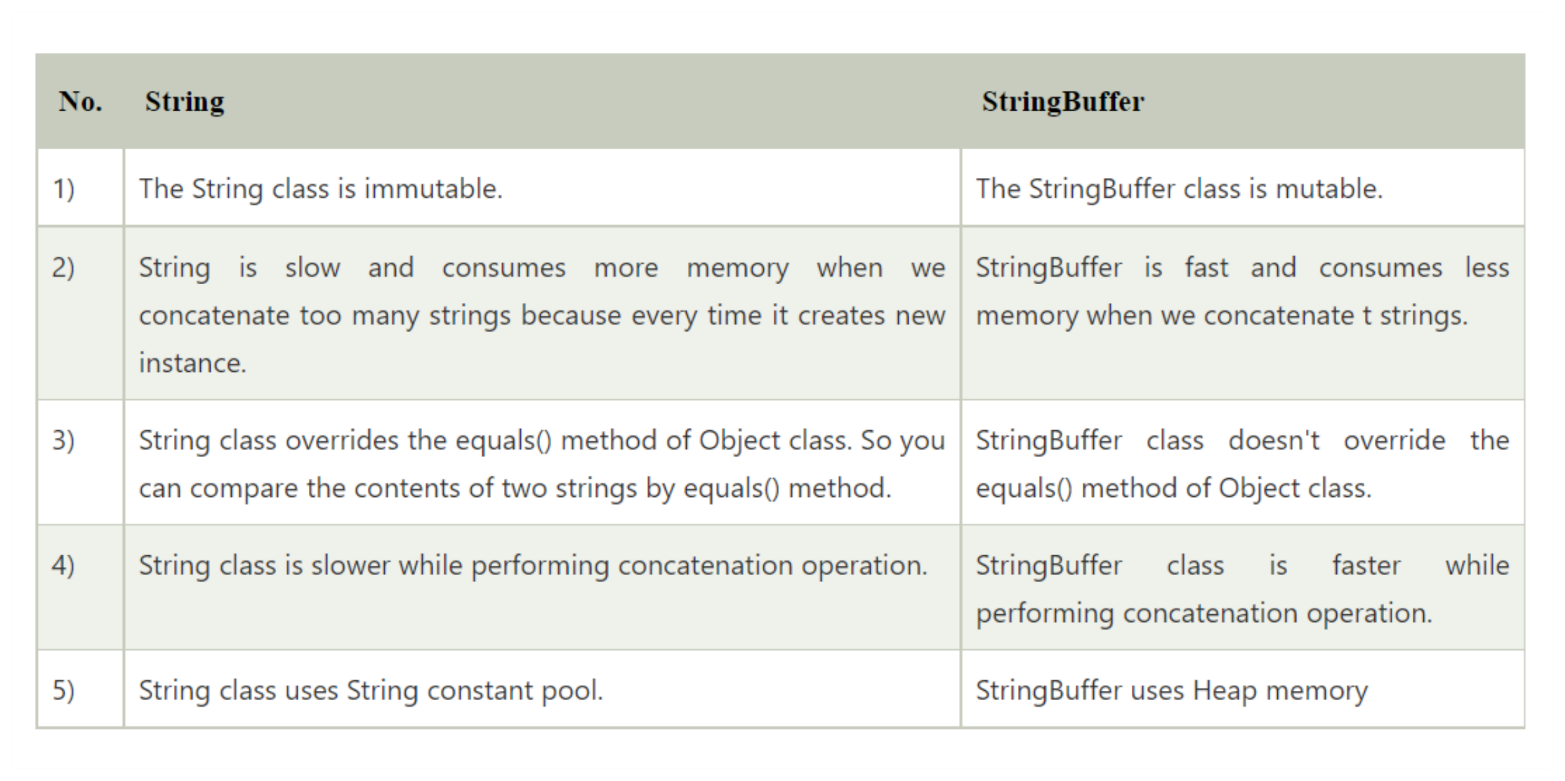 No. String StringBuffer
1) The String class is immutable. The StringBuffer class is mutable.
2) String is slow and consumes more memory when we
concatenate too many strings because every time it creates new
instance.
StringBuffer is fast and consumes less
memory when we concatenate t strings.
3) String class overrides the equals() method of Object class. So you
can compare the contents of two strings by equals() method.
StringBuffer class doesn't override the
equals() method of Object class.
4) String class is slower while performing concatenation operation.
StringBuffer class is faster while
performing concatenation operation.
5) String class uses String constant pool. StringBuffer uses Heap memory